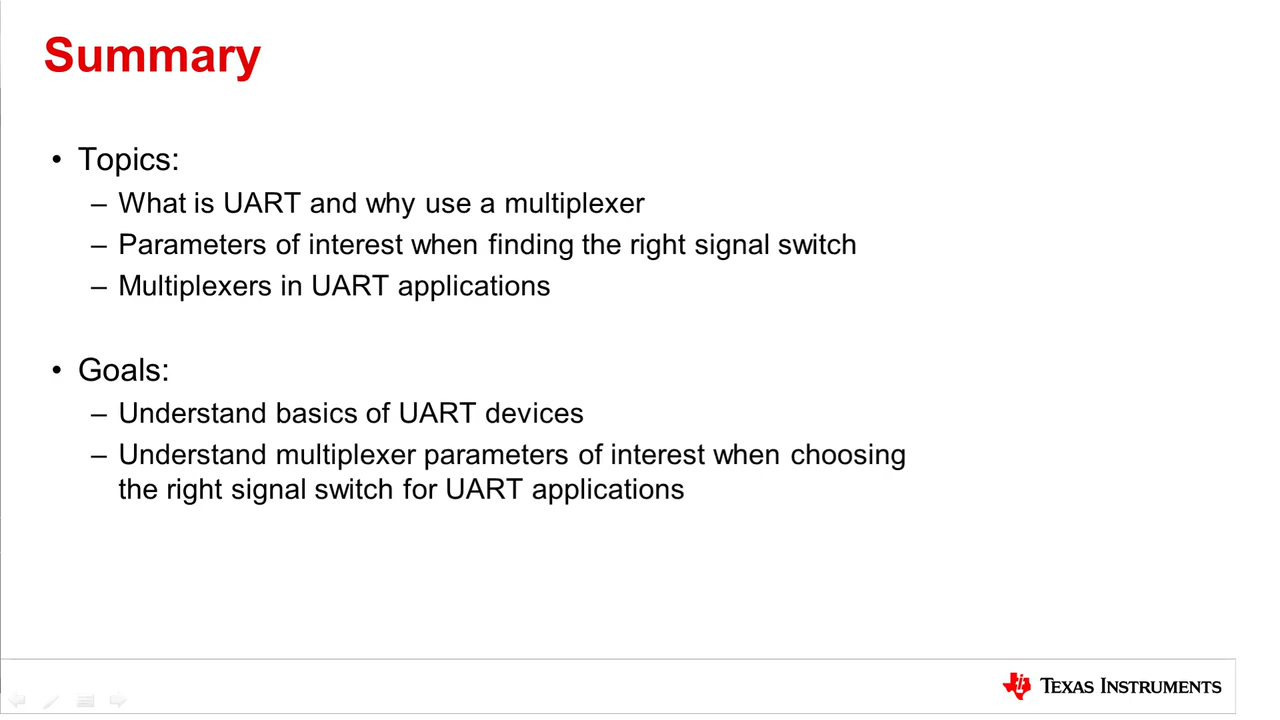 Summary
• Topics:
– What is UART and why use a multiplexer
– Parameters of interest when finding the right signal switch
– Multiplexers in UART applications
• Goals:
– Understand basics of UART devices
– Understand multiplexer parameters of interest when choosing
the right signal switch for UART applications
TEXAS INSTRUMENTS